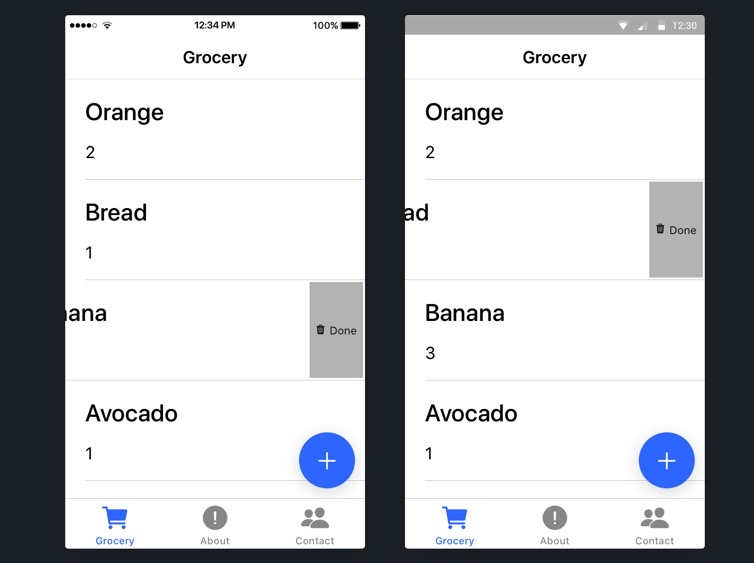 12:34 PM 100%
Grocery
Orange
2
Bread
1
nana
Done
Avocado
1
Grocery About Contact
12:30
Grocery
Orange
2
ad
Done
Banana
3
Avocado
1
Grocery About Contact